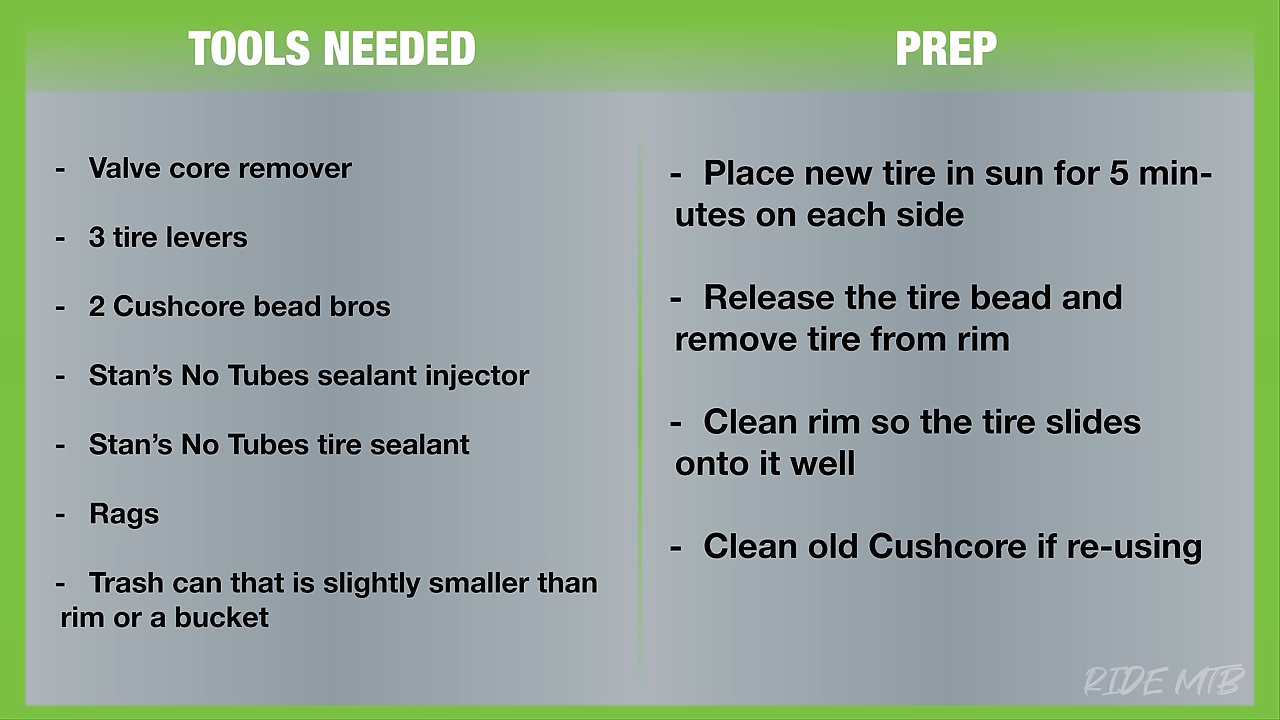 TOOLS NEEDED
- Valve core remover
- 3 tire levers
- 2 Cushcore bead bros
- Stan’s No Tubes sealant injector
- Stan’s No Tubes tire sealant
- Rags
- Trash can that is slightly smaller than
rim or a bucket
PREP
- Place new tire in sun for 5 min-
utes on each side
- Release the tire bead and
remove tire from rim
- Clean rim so the tire slides
onto it well
- Clean old Cushcore if re-using
RIDE MTB